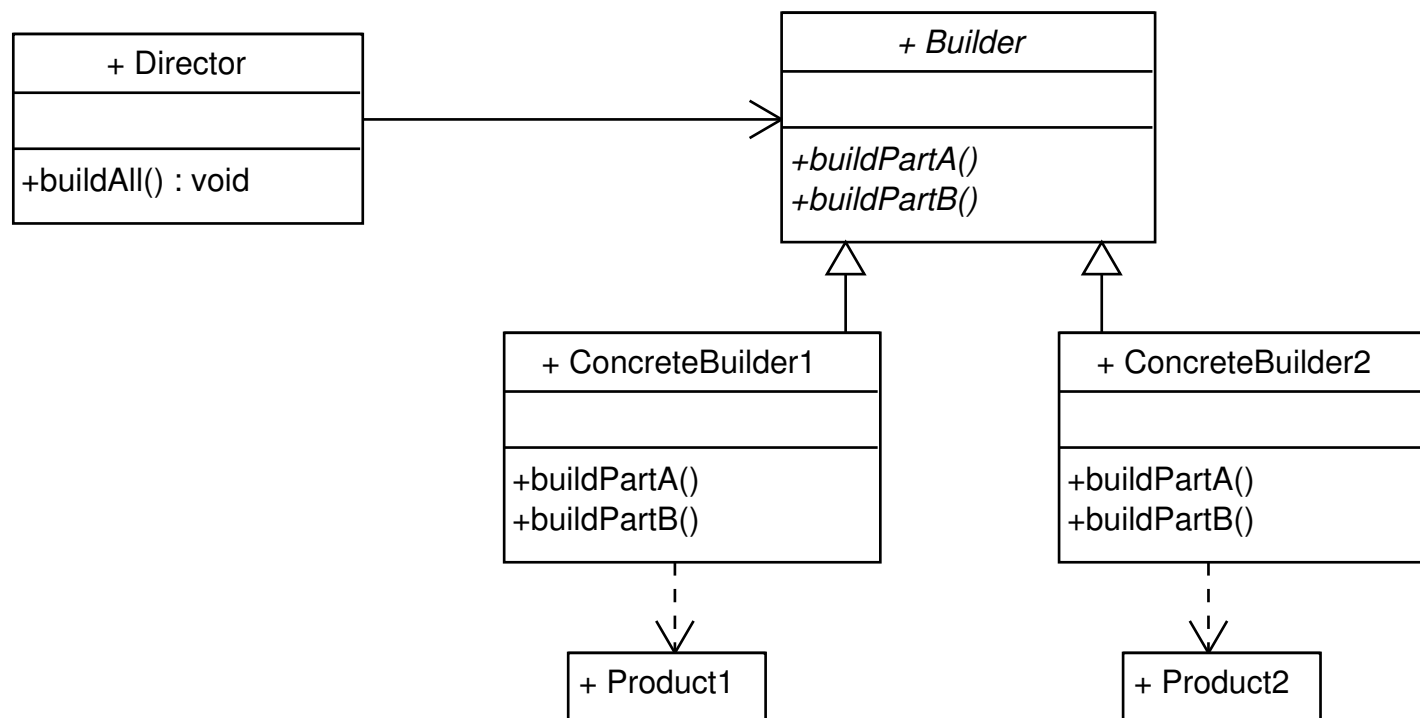 + Director
+buildAll() : void
+ Builder
+buildPartA()
+buildPartB()
+ ConcreteBuilder1
+buildPartA()
+buildPartB()
+ ConcreteBuilder2
+buildPartA()
+buildPartB()
+ Product1
+ Product2